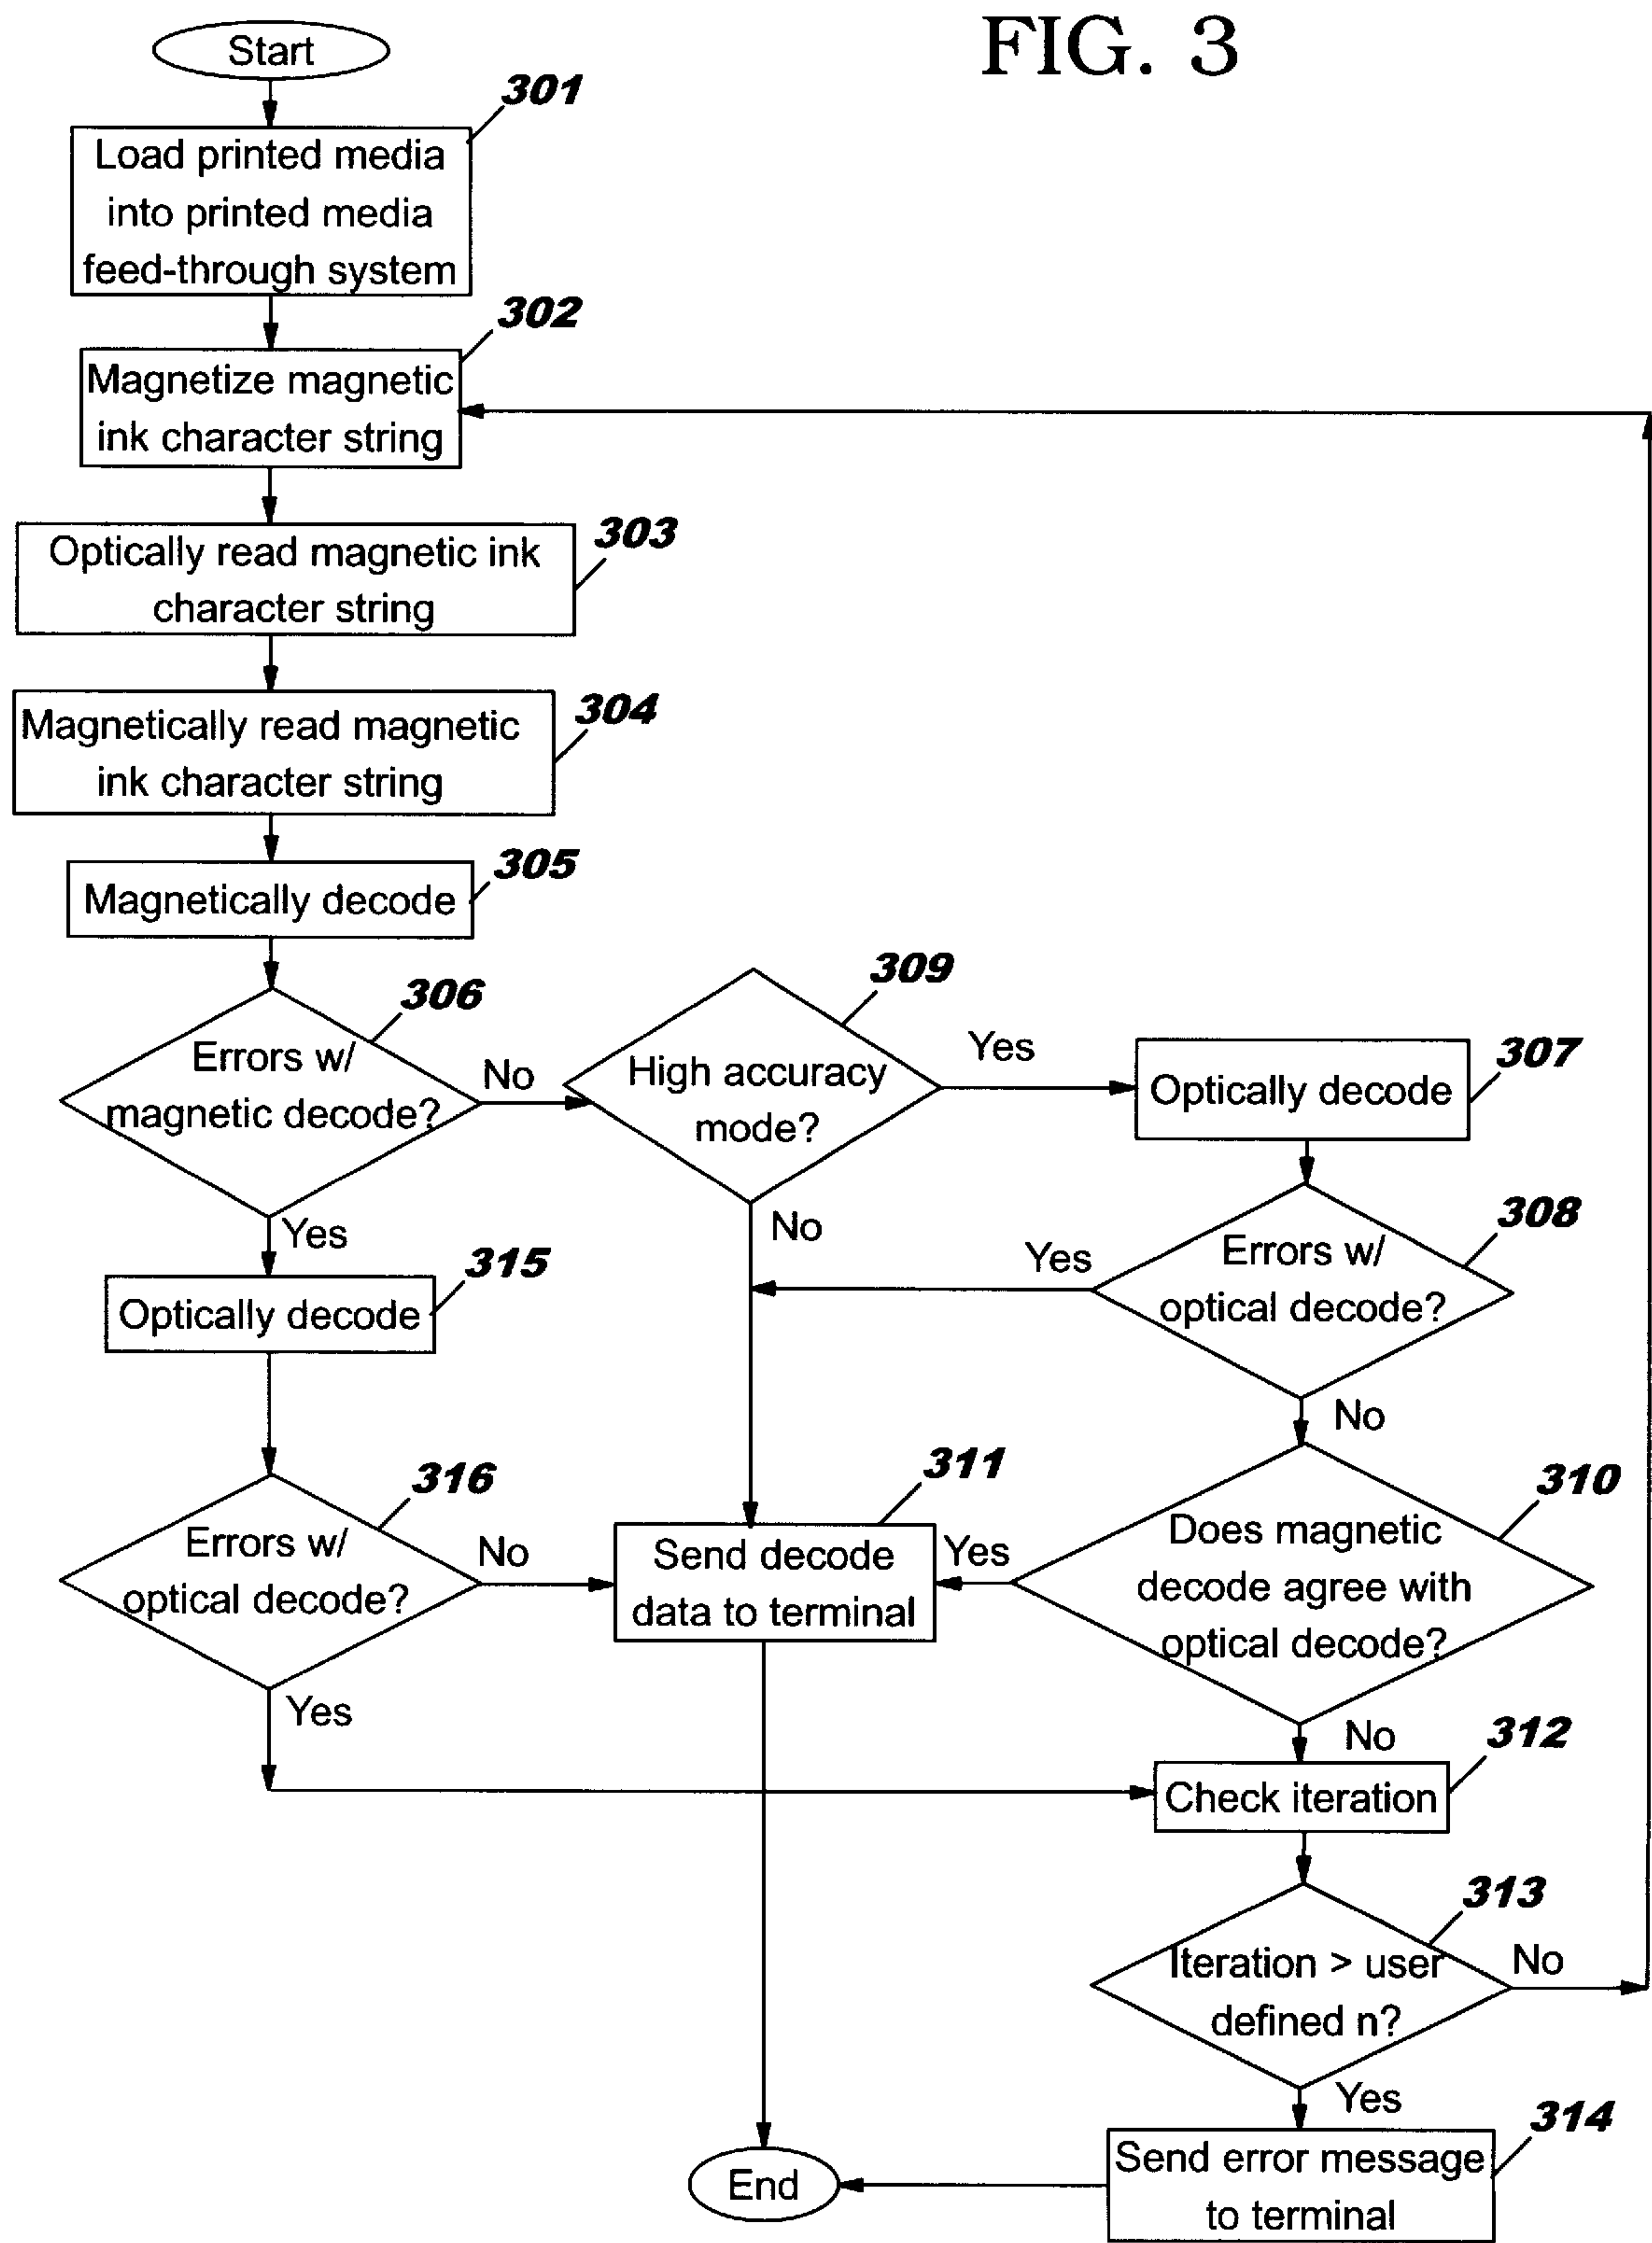 FIG. 3
Start
301
Load printed media
into printed media
feed-through system
302
Magnetize magnetic
ink character string
303
Optically read magnetic ink
character string
304
Magnetically read magnetic
ink character string
305
Magnetically decode
306
Errors w/
magnetic decode?
No
Yes
309
High accuracy
mode?
Yes
No
307
Optically decode
308
Errors w/
optical decode?
Yes
No
315
Optically decode
316
Errors w/
optical decode?
No
Yes
311
Send decode
data to terminal
310
Does magnetic
decode agree with
optical decode?
Yes
No
312
Check iteration
313
Iteration > user
defined n?
No
Yes
314
Send error message
to terminal
End